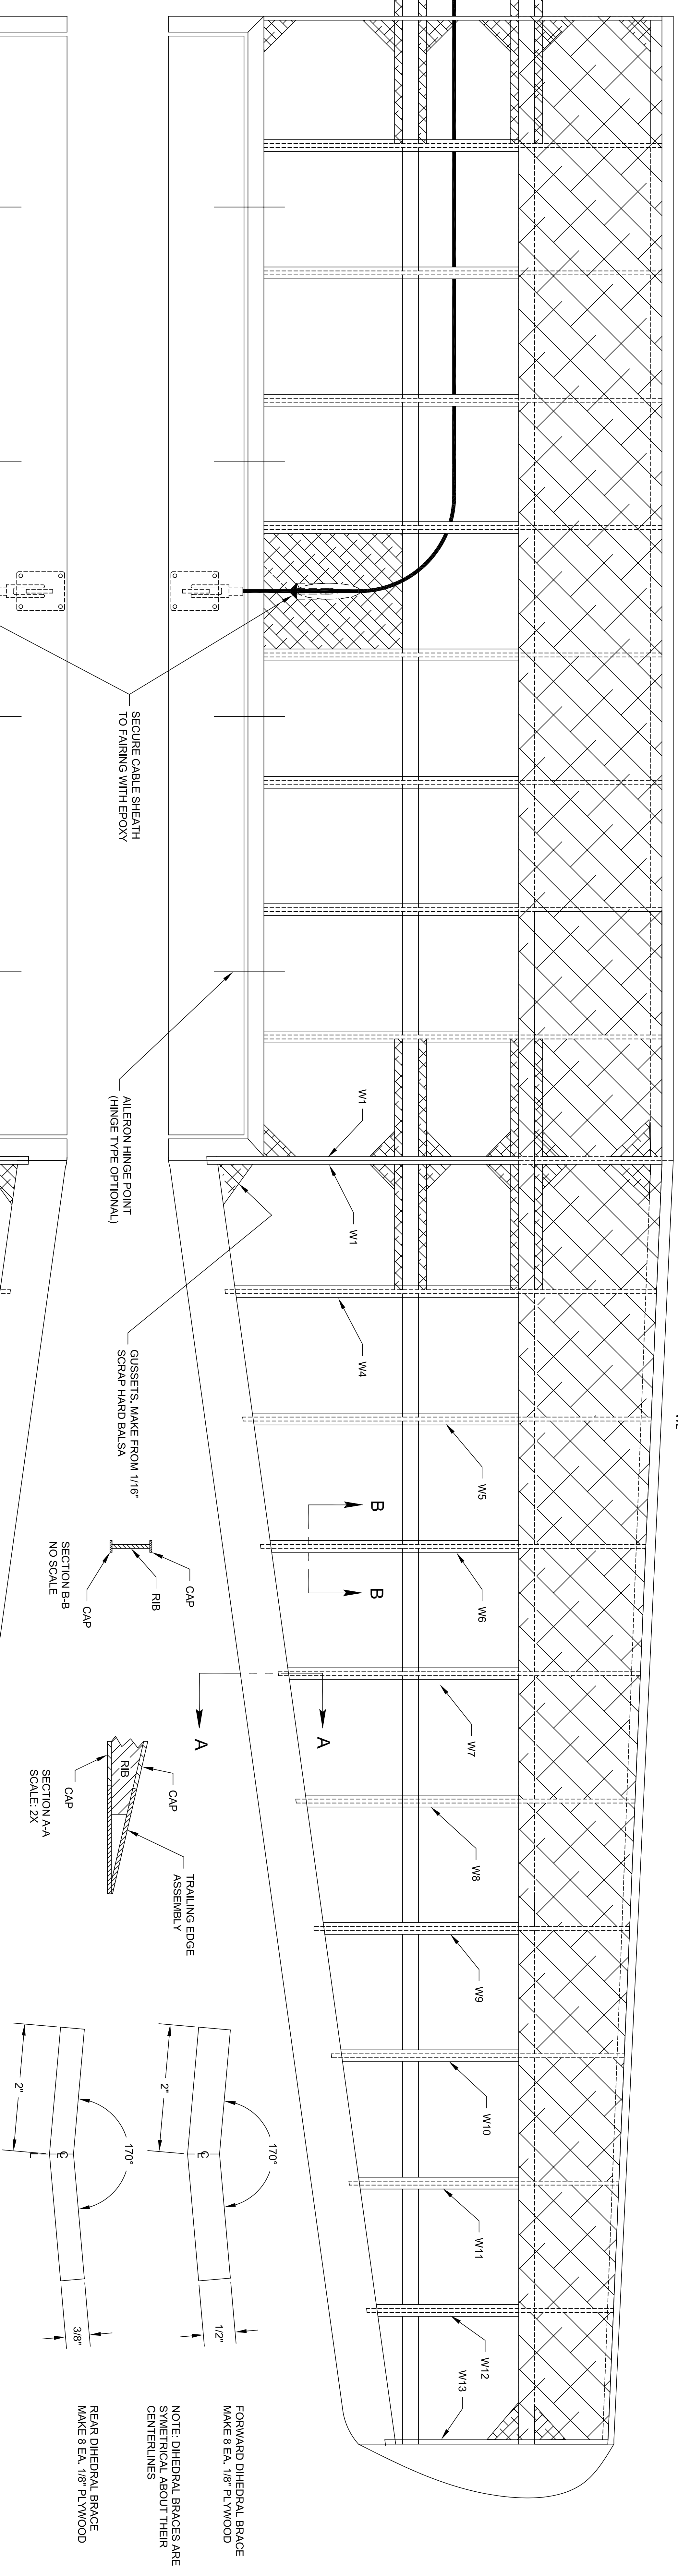 SECURE CABLE SHEATH
TO FAIRING WITH EPOXY
AILERON HINGE POINT
(HINGE TYPE OPTIONAL)
W1
W1
GUSSETS, MAKE FROM 1/16"
SCRAP HARD BALSA
W4
W5
W6
W7
W8
W9
W10
W11
W12
W13
B
B
CAP
RIB
CAP
SECTION B-B
NO SCALE
A
A
CAP
RIB
CAP
TRAILING EDGE
ASSEMBLY
SECTION A-A
SCALE: 2X
170°
2"
CL
1/2"
FORWARD DIHEDRAL BRACE
MAKE 8 EA. 1/8" PLYWOOD
NOTE: DIHEDRAL BRACES ARE
SYMETRICAL ABOUT THEIR
CENTERLINES
170°
2"
CL
3/8"
REAR DIHEDRAL BRACE
MAKE 8 EA. 1/8" PLYWOOD